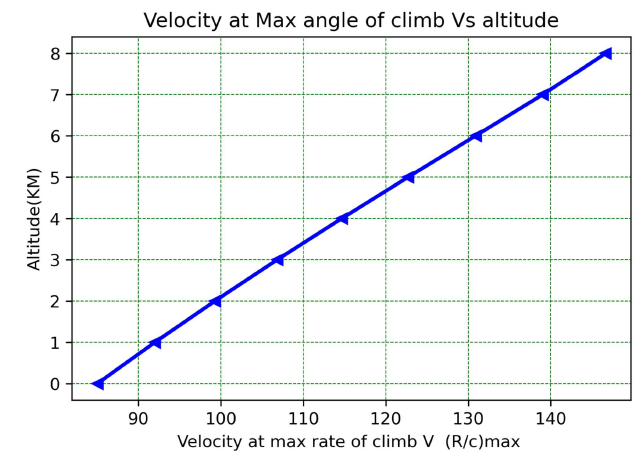 Velocity at Max angle of climb Vs altitude
8
7
6
5
4
3
2
1
0
Altitude(KM)
90 100 110 120 130 140
Velocity at max rate of climb V  (R/c)max